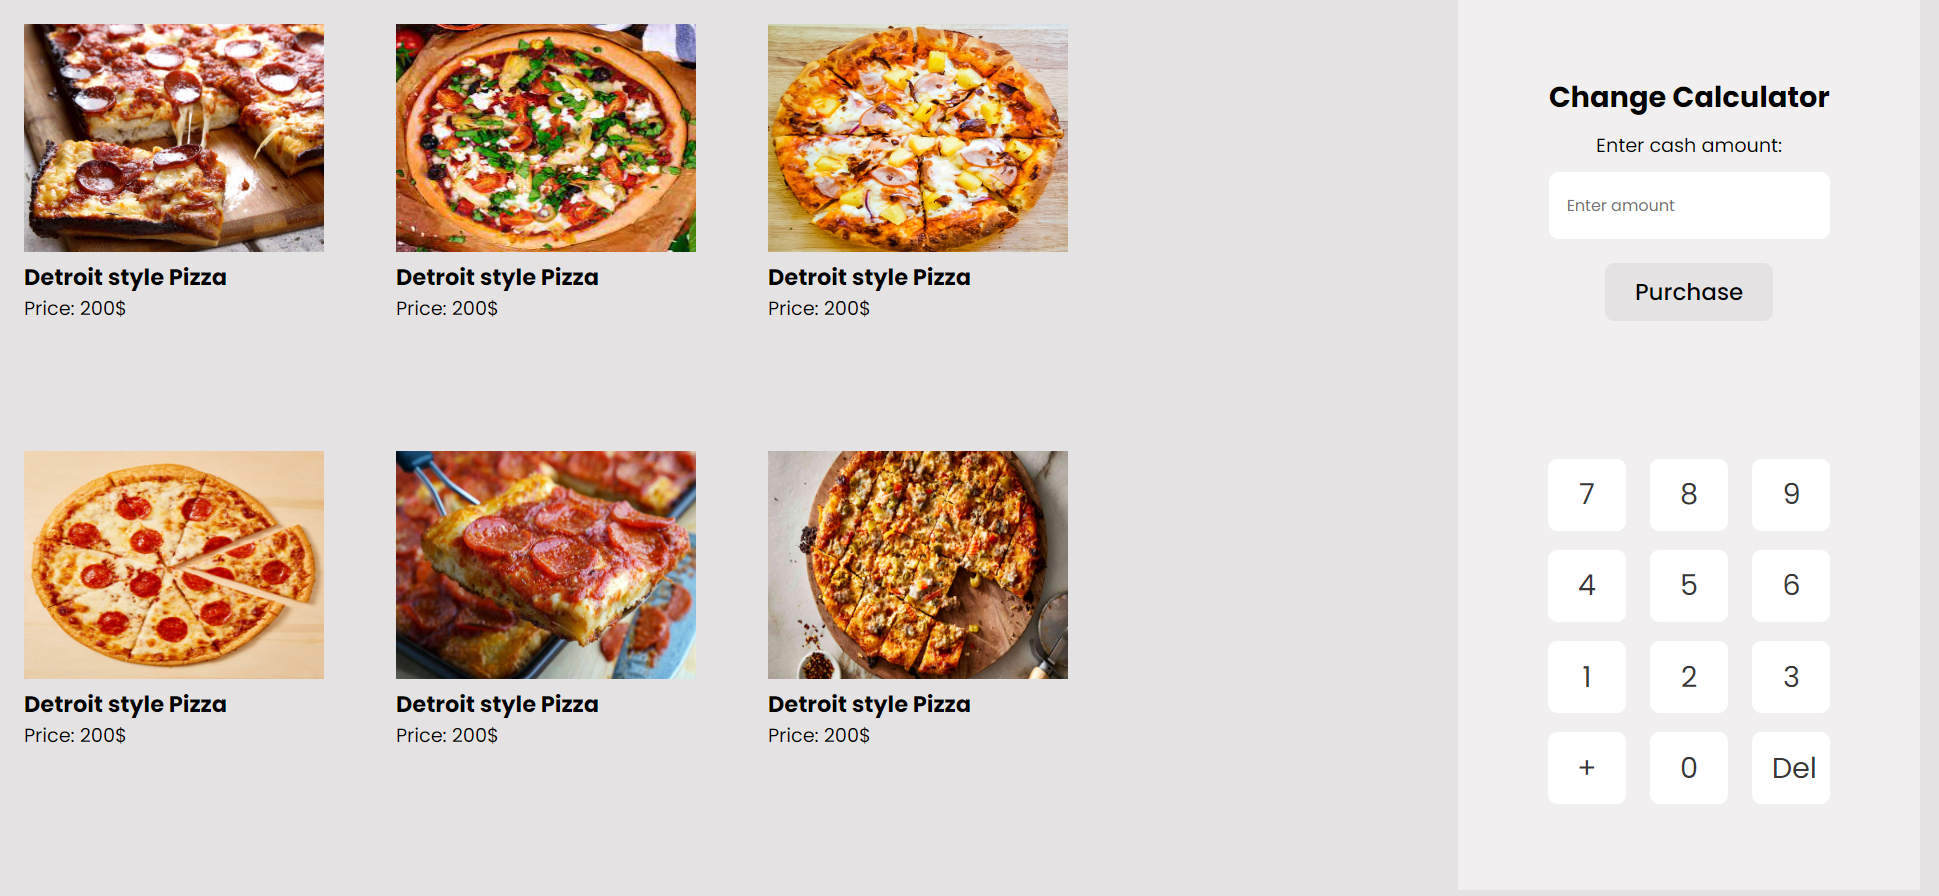 Detroit style Pizza
Price: 200$
Detroit style Pizza
Price: 200$
Detroit style Pizza
Price: 200$
Detroit style Pizza
Price: 200$
Detroit style Pizza
Price: 200$
Detroit style Pizza
Price: 200$
Change Calculator
Enter cash amount:
Enter amount
Purchase
7 8 9
4 5 6
1 2 3
+ 0 Del